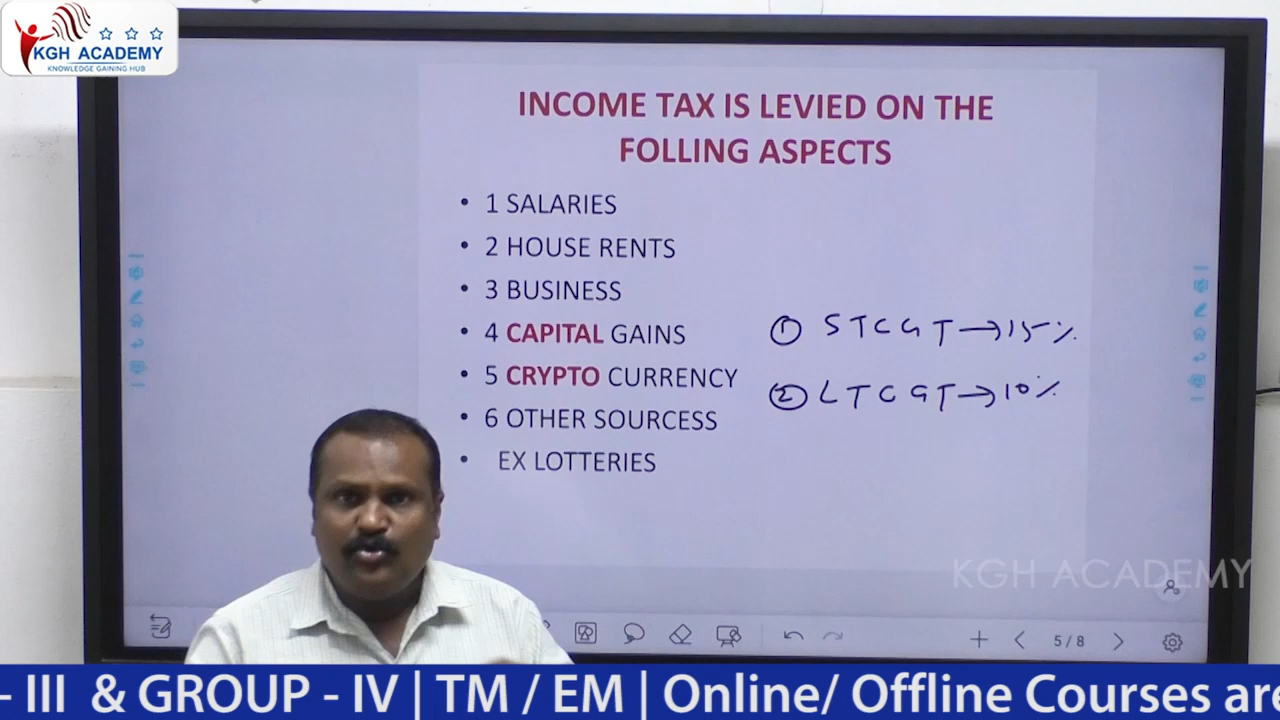 KGH ACADEMY
KNOWLEDGE GAINING HUB
INCOME TAX IS LEVIED ON THE
FOLLING ASPECTS
• 1 SALARIES
• 2 HOUSE RENTS
• 3 BUSINESS
• 4 CAPITAL GAINS
• 5 CRYPTO CURRENCY
• 6 OTHER SOURCESS
• EX LOTTERIES
① STCGT→15%
② LTCGT→10%
KGH ACADEMY
5/8
- III & GROUP - IV | TM / EM | Online/ Offline Courses are